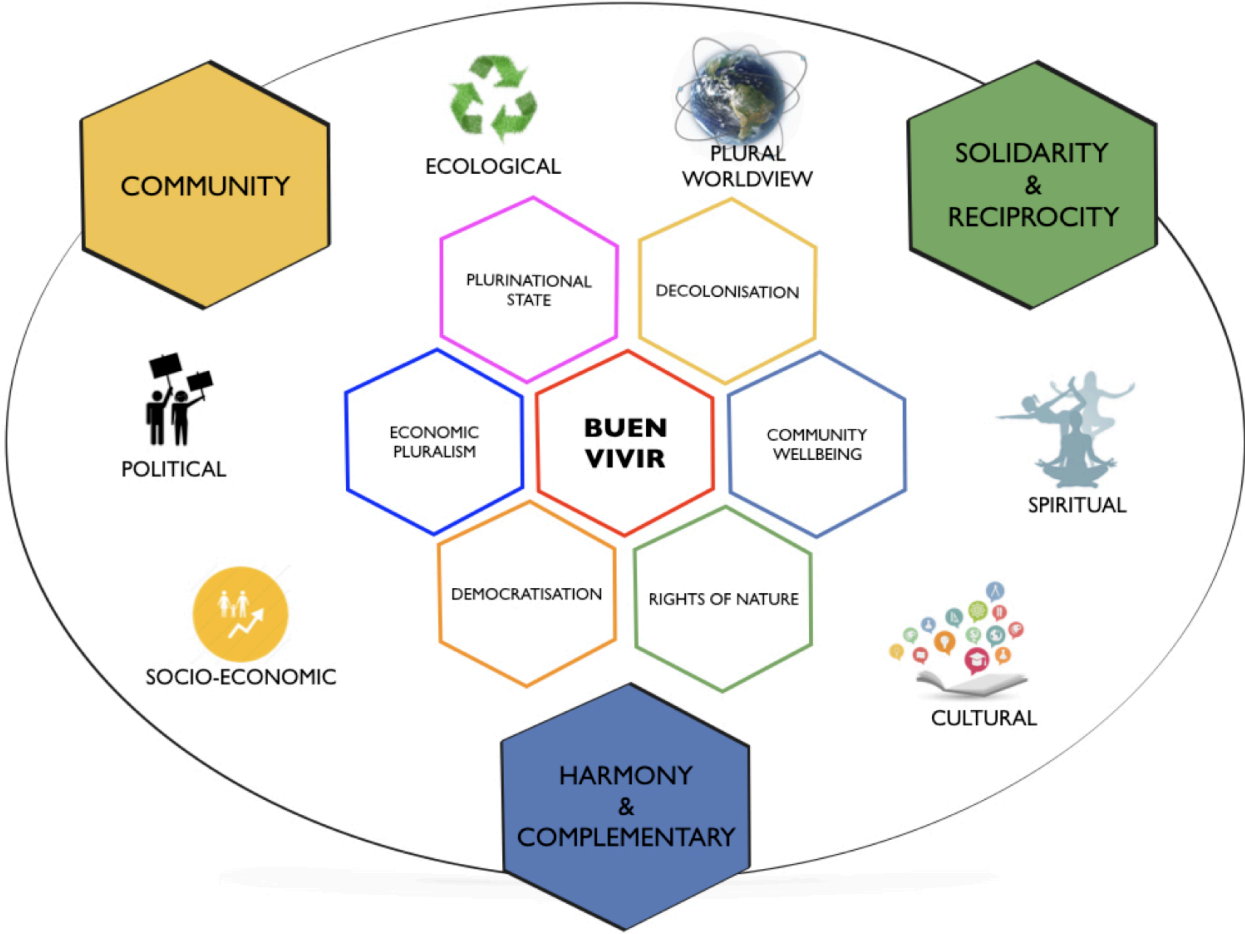 ECOLOGICAL
PLURAL
WORLDVIEW
COMMUNITY
SOLIDARITY
&
RECIPROCITY
PLURINATIONAL
STATE
DECOLONISATION
POLITICAL
ECONOMIC
PLURALISM
BUEN
VIVIR
COMMUNITY
WELLBEING
SPIRITUAL
DEMOCRATISATION
RIGHTS OF NATURE
SOCIO-ECONOMIC
CULTURAL
HARMONY
&
COMPLEMENTARY